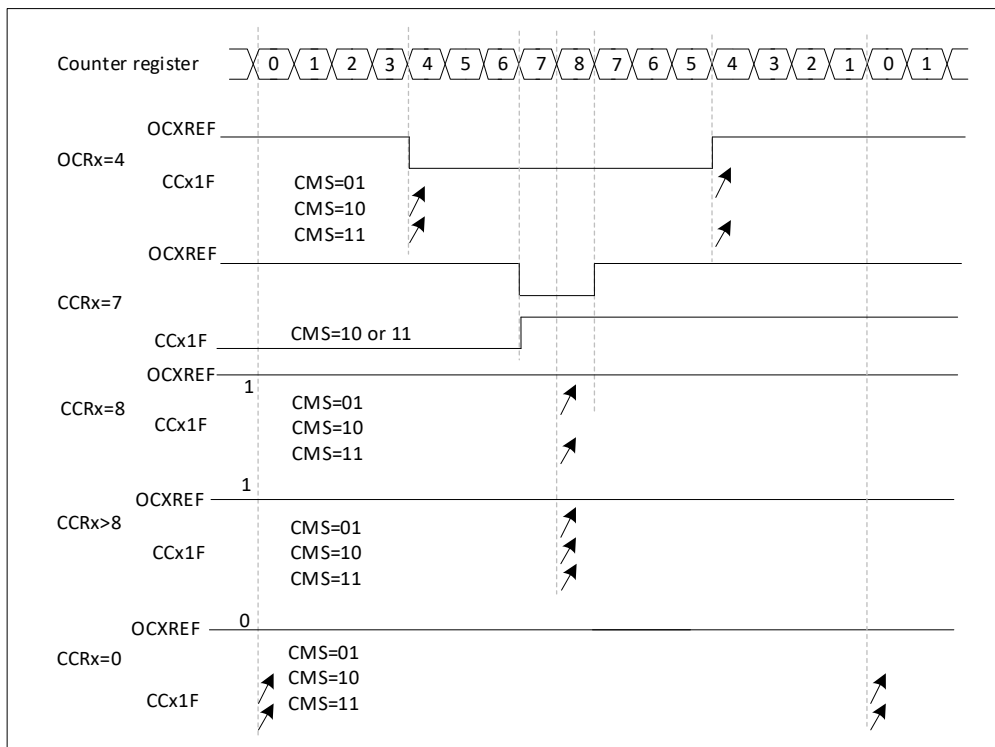 Counter register 0 1 2 3 4 5 6 7 8 7 6 5 4 3 2 1 0 1
OCXREF
OCRx=4
CCx1F
CMS=01
CMS=10
CMS=11
OCXREF
CCRx=7
CCx1F
CMS=10 or 11
OCXREF
1
CCRx=8
CCx1F
CMS=01
CMS=10
CMS=11
OCXREF
1
CCRx>8
CCx1F
CMS=01
CMS=10
CMS=11
OCXREF
0
CCRx=0
CCx1F
CMS=01
CMS=10
CMS=11